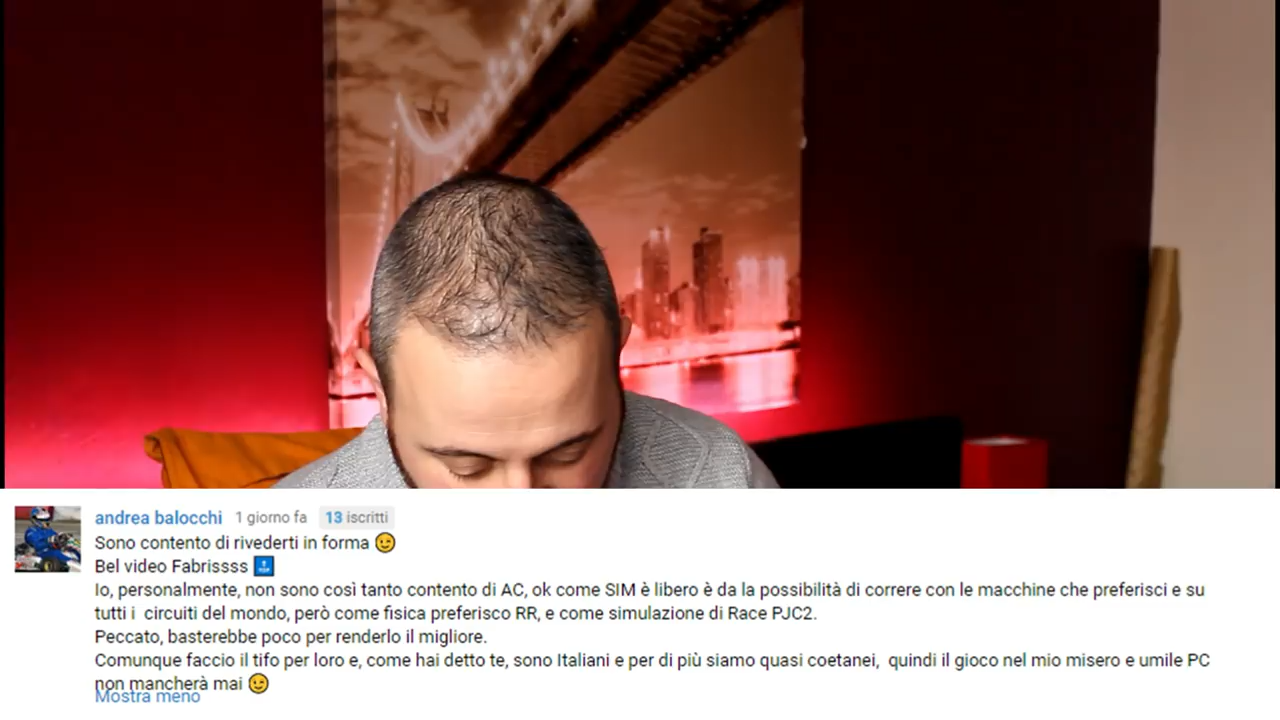 andrea balocchi 1 giorno fa 13 iscritti
Sono contento di rivederti in forma 😉
Bel video Fabrissss
Io, personalmente, non sono così tanto contento di AC, ok come SIM è libero è da la possibilità di correre con le macchine che preferisci e su
tutti i circuiti del mondo, però come fisica preferisco RR, e come simulazione di Race PJC2.
Peccato, basterebbe poco per renderlo il migliore.
Comunque faccio il tifo per loro e, come hai detto te, sono Italiani e per di più siamo quasi coetanei, quindi il gioco nel mio misero e umile PC
non mancherà mai 😉
Mostra meno